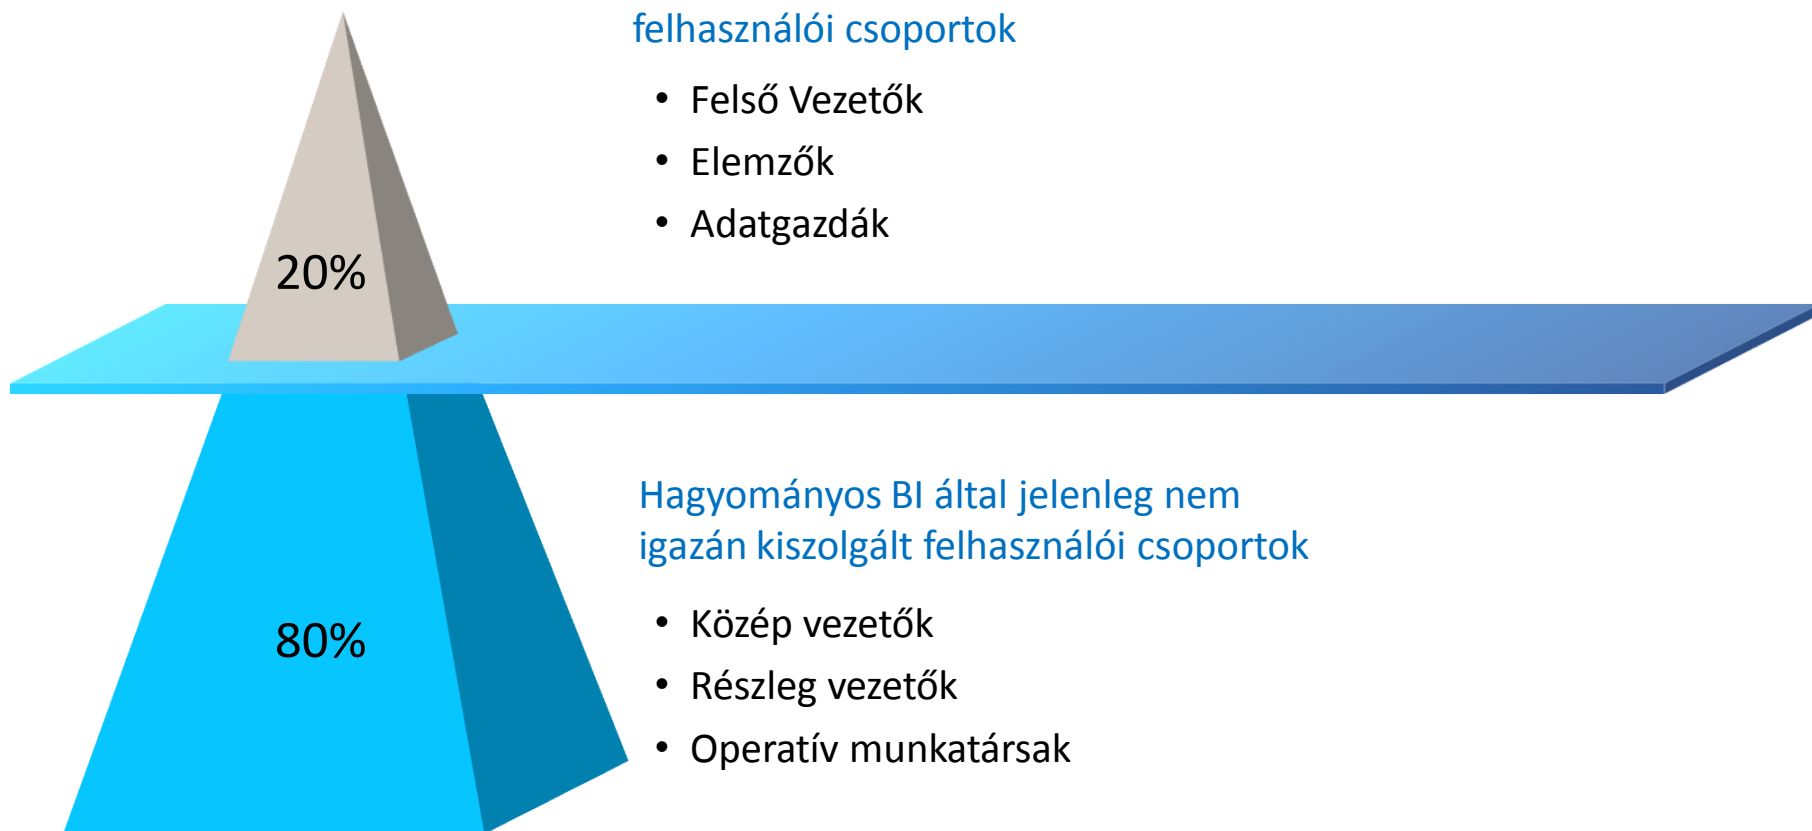 felhasználói csoportok
• Felső Vezetők
• Elemzők
• Adatgazdák
20%
Hagyományos BI által jelenleg nem
igazán kiszolgált felhasználói csoportok
• Közép vezetők
80%
• Részleg vezetők
• Operatív munkatársak